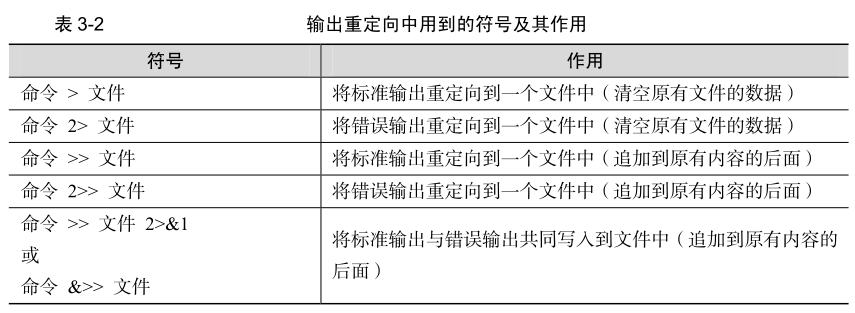 表 3-2 输出重定向中用到的符号及其作用
符号 作用
命令 > 文件 将标准输出重定向到一个文件中（清空原有文件的数据）
命令 2> 文件 将错误输出重定向到一个文件中（清空原有文件的数据）
命令 >> 文件 将标准输出重定向到一个文件中（追加到原有内容的后面）
命令 2>> 文件 将错误输出重定向到一个文件中（追加到原有内容的后面）
命令 >> 文件 2>&1
或
命令 &>> 文件
将标准输出与错误输出共同写入到文件中（追加到原有内容的
后面）